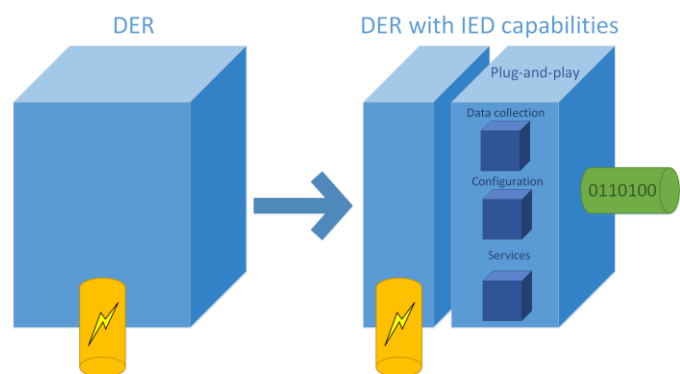 DER
DER with IED capabilities
Plug-and-play
Data collection
Configuration
0110100
Services